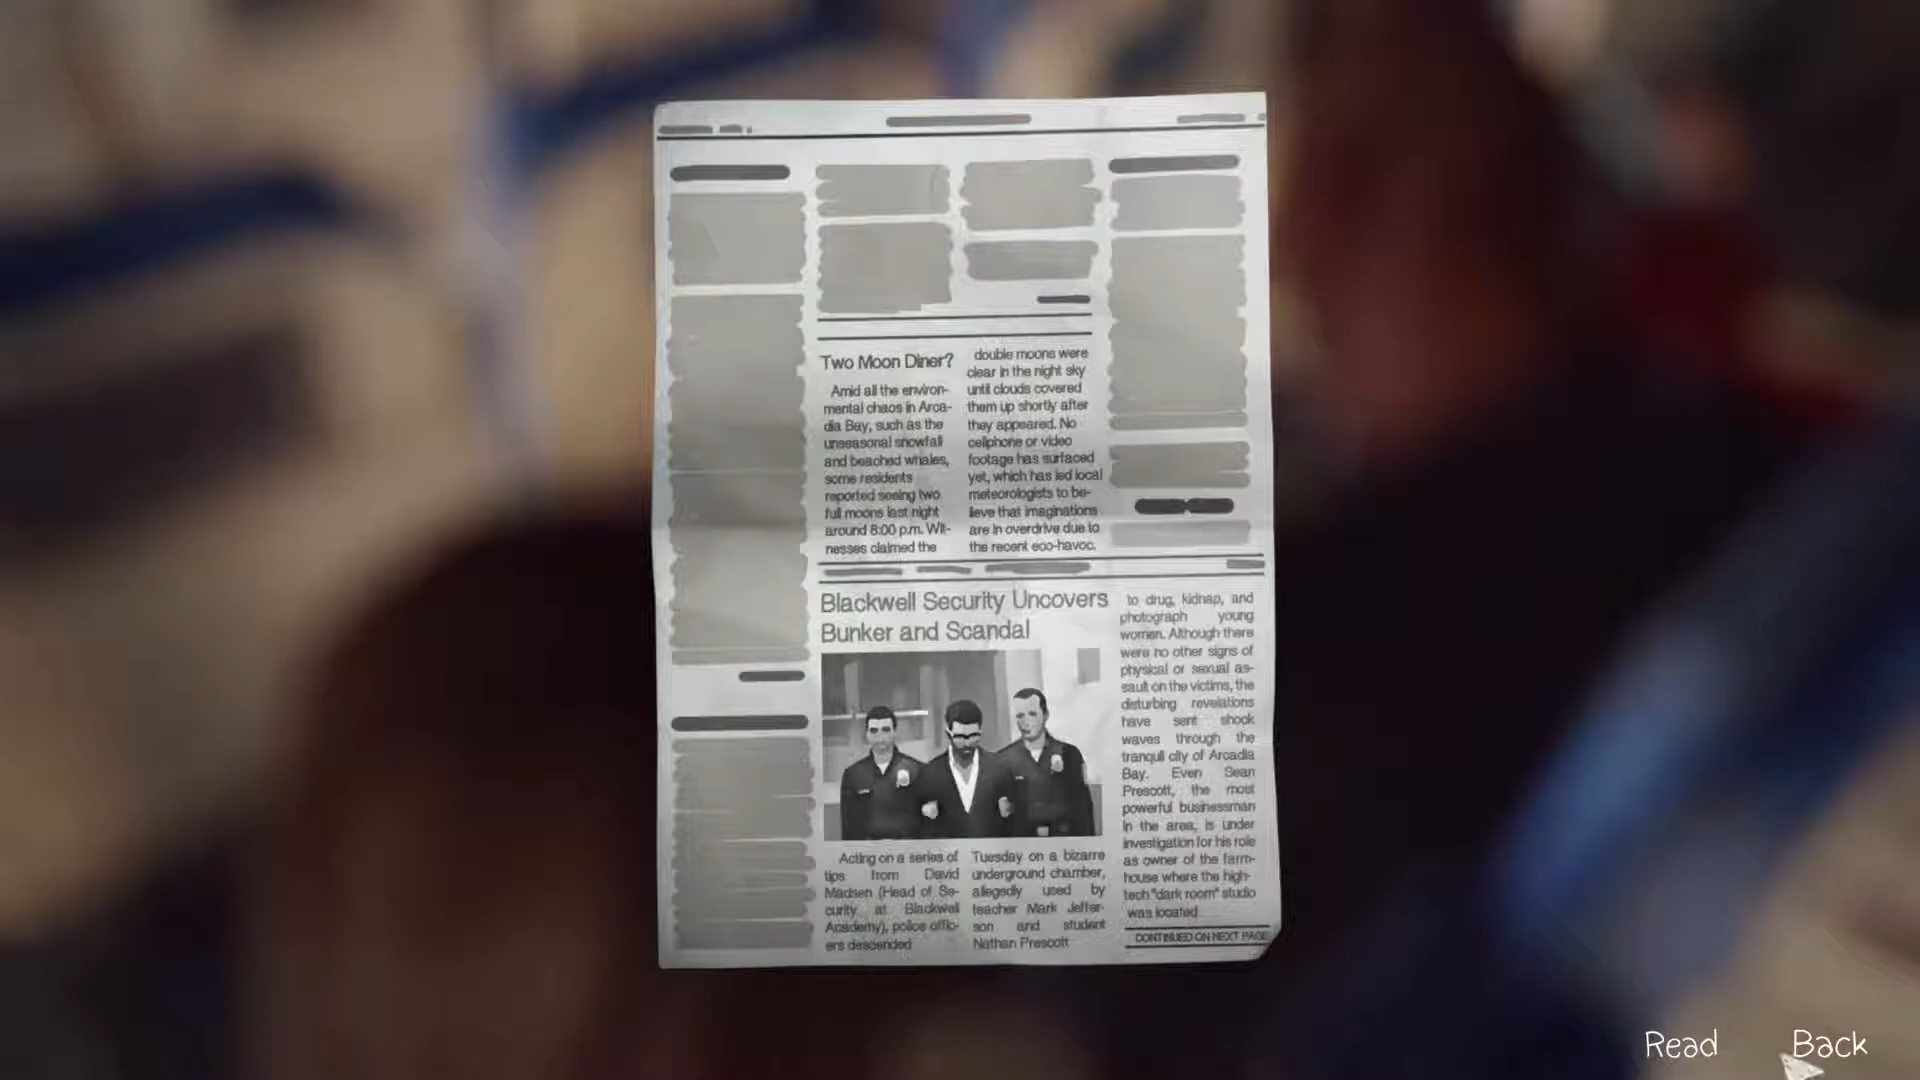 Two Moon Diner?
Amid all the environ-
mental chaos in Arca-
dia Bay, such as the
unseasonal snowfall
and beached whales,
some residents
reported seeing two
full moons last night
around 8:00 p.m. Wit-
nesses claimed the
double moons were
clear in the night sky
until clouds covered
them up shortly after
they appeared. No
cellphone or video
footage has surfaced
yet, which has led local
meteorologists to be-
lieve that imaginations
are in overdrive due to
the recent eco-havoc.
Blackwell Security Uncovers
Bunker and Scandal
Acting on a series of
tips from David
Madsen (Head of Se-
curity at Blackwell
Academy), police offic-
ers descended
Tuesday on a bizarre
underground chamber,
allegedly used by
teacher Mark Jeffer-
son and student
Nathan Prescott
to drug, kidnap, and
photograph young
women. Although there
were no other signs of
physical or sexual as-
sault on the victims, the
disturbing revelations
have sent shock
waves through the
tranquil city of Arcadia
Bay. Even Sean
Prescott, the most
powerful businessman
in the area, is under
investigation for his role
as owner of the farm-
house where the high-
tech "dark room" studio
was located
CONTINUED ON NEXT PAGE
Read
Back